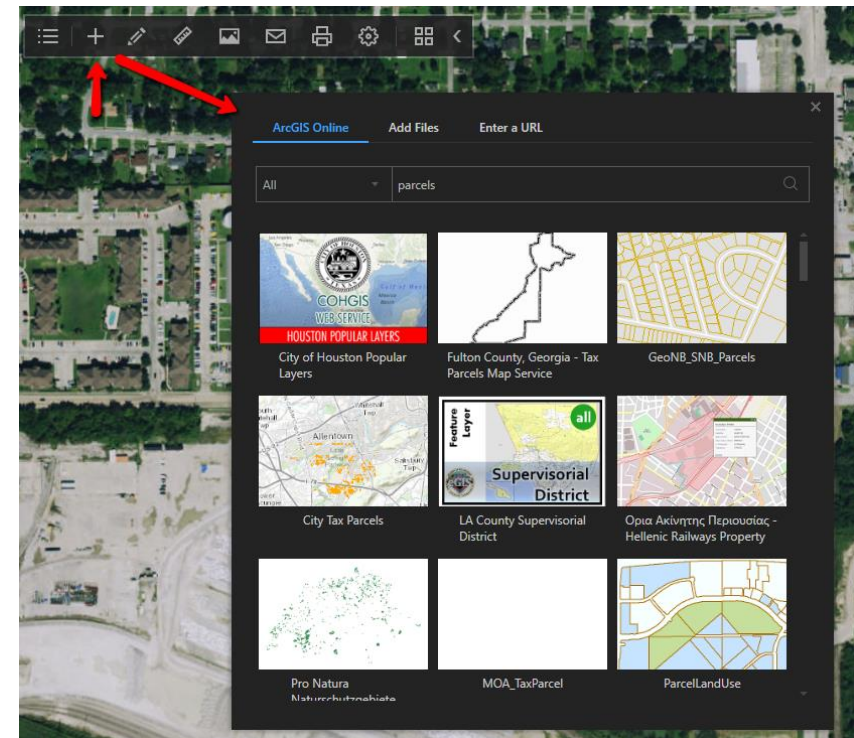 ArcGIS Online
Add Files
Enter a URL
All
parcels
COHGIS
WEB SERVICE
HOUSTON POPULAR LAYERS
City of Houston Popular
Layers
Fulton County, Georgia - Tax
Parcels Map Service
GeoNB_SNB_Parcels
Allentown
City Tax Parcels
Feature
Layer
all
eGIS
Supervisorial
District
LA County Supervisorial
District
Ορια Ακίνητης Περιουσίας -
Hellenic Railways Property
Pro Natura
Naturschutzgebiete
MOA_TaxParcel
ParcelLandUse